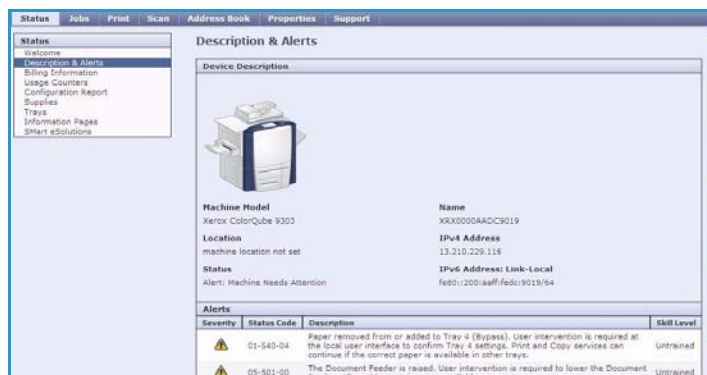 Status Jobs Print Scan Address Book Properties Support
Status
Welcome
Description & Alerts
Billing Information
Usage Counters
Configuration Report
Supplies
Trays
Information Pages
SMart eSolutions
Description & Alerts
Device Description
Machine Model Name
Xerox ColorQube 9303 XRX0000AADC9019
Location IPv4 Address
machine location not set 13.210.229.116
Status IPv6 Address: Link-Local
Alert: Machine Needs Attention fe80::200:aaff:fedc:9019/64
Alerts
Severity Status Code Description Skill Level
Paper removed from or added to Tray 4 (Bypass). User intervention is required at
01-540-04 the local user interface to confirm Tray 4 settings. Print and Copy services can Untrained
continue if the correct paper is available in other trays.
05-501-00 The Document Feeder is raised. User intervention is required to lower the Document Untrained